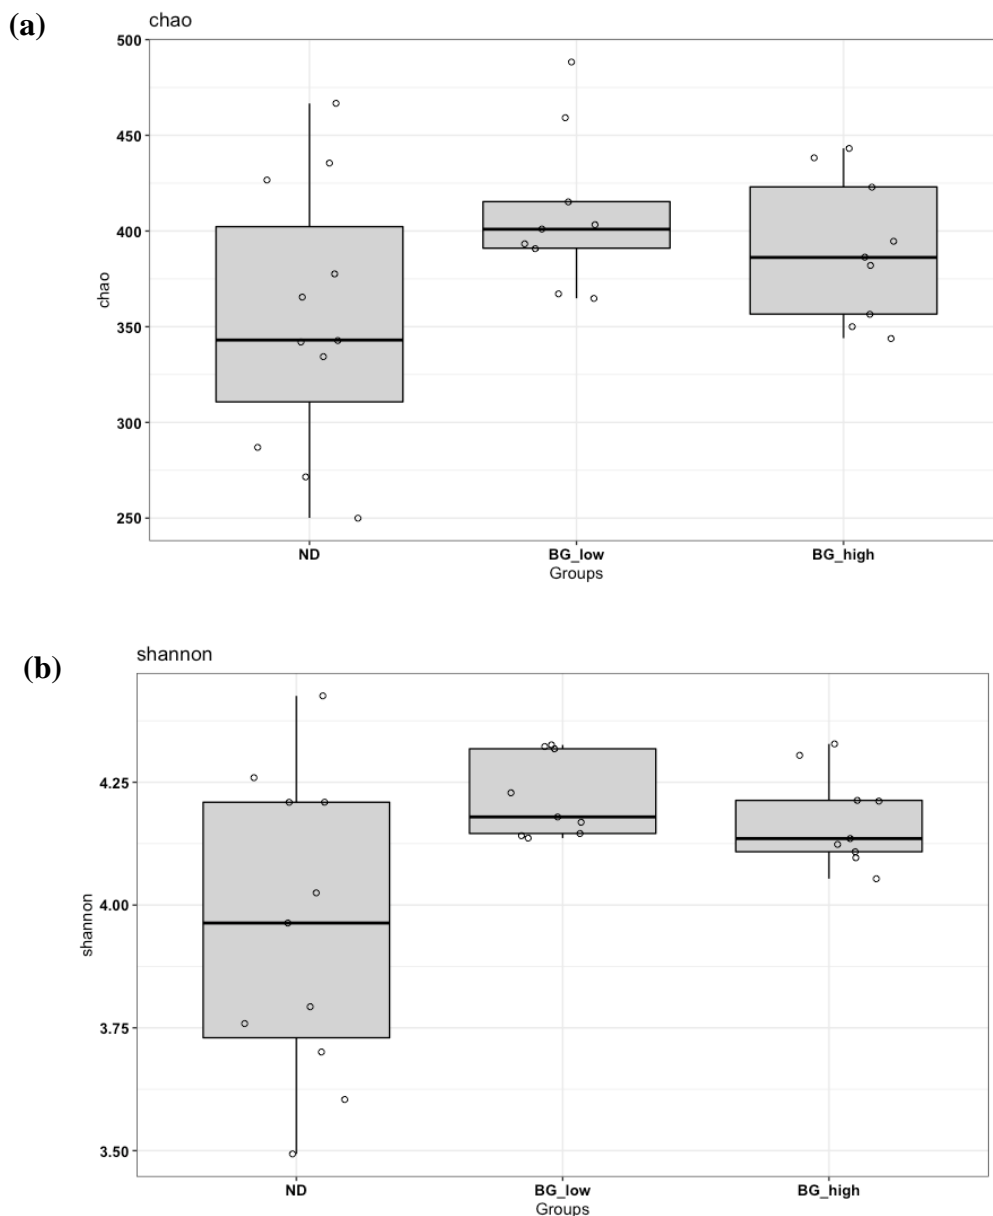 (a)
chao
500
450
400
350
300
250
chao
ND BG_low BG_high
Groups
(b)
shannon
4.25
4.00
3.75
3.50
shannon
ND BG_low BG_high
Groups